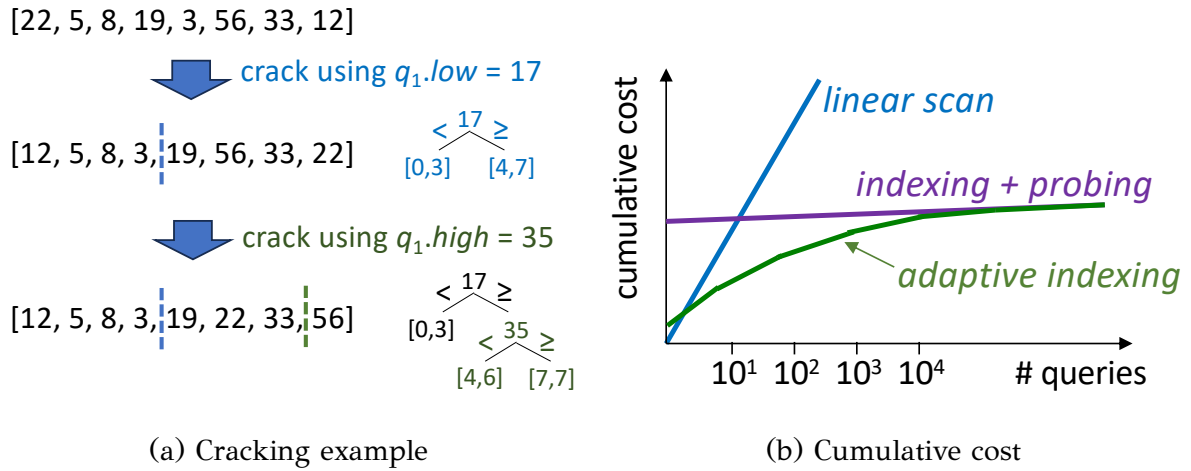 [22, 5, 8, 19, 3, 56, 33, 12]
crack using q₁.low = 17
[12, 5, 8, 3, 19, 56, 33, 22]
< 17 ≥
[0,3] [4,7]
crack using q₁.high = 35
[12, 5, 8, 3, 19, 22, 33, 56]
< 17 ≥
[0,3] < 35 ≥
[4,6] [7,7]
(a) Cracking example
cumulative cost
linear scan
indexing + probing
adaptive indexing
10¹ 10² 10³ 10⁴ # queries
(b) Cumulative cost